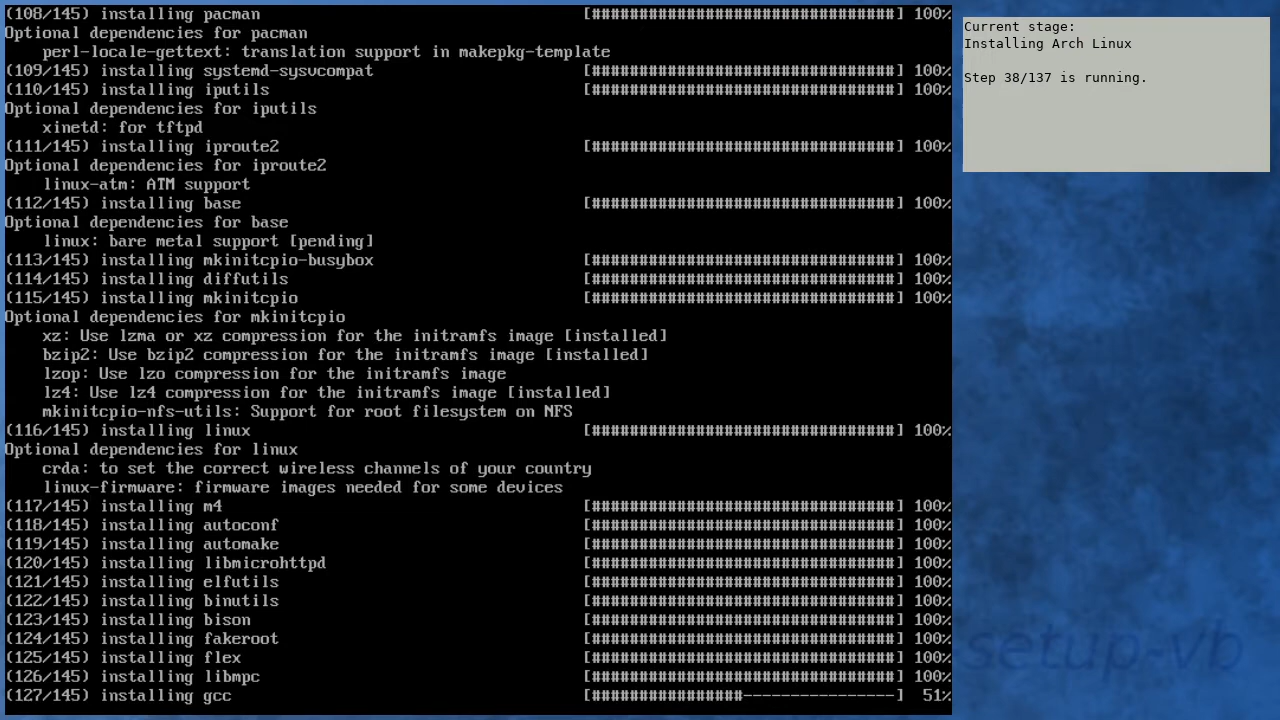 (108/145) installing pacman [################################] 100%
Optional dependencies for pacman
perl-locale-gettext: translation support in makepkg-template
(109/145) installing systemd-sysvcompat [################################] 100%
(110/145) installing iputils [################################] 100%
Optional dependencies for iputils
xinetd: for tftpd
(111/145) installing iproute2 [################################] 100%
Optional dependencies for iproute2
linux-atm: ATM support
(112/145) installing base [################################] 100%
Optional dependencies for base
linux: bare metal support [pending]
(113/145) installing mkinitcpio-busybox [################################] 100%
(114/145) installing diffutils [################################] 100%
(115/145) installing mkinitcpio [################################] 100%
Optional dependencies for mkinitcpio
xz: Use lzma or xz compression for the initramfs image [installed]
bzip2: Use bzip2 compression for the initramfs image [installed]
lzop: Use lzo compression for the initramfs image
lz4: Use lz4 compression for the initramfs image [installed]
mkinitcpio-nfs-utils: Support for root filesystem on NFS
(116/145) installing linux [################################] 100%
Optional dependencies for linux
crda: to set the correct wireless channels of your country
linux-firmware: firmware images needed for some devices
(117/145) installing m4 [################################] 100%
(118/145) installing autoconf [################################] 100%
(119/145) installing automake [################################] 100%
(120/145) installing libmicrohttpd [################################] 100%
(121/145) installing elfutils [################################] 100%
(122/145) installing binutils [################################] 100%
(123/145) installing bison [################################] 100%
(124/145) installing fakeroot [################################] 100%
(125/145) installing flex [################################] 100%
(126/145) installing libmpc [################################] 100%
(127/145) installing gcc [################----------------] 51%
Current stage:
Installing Arch Linux
Step 38/137 is running.
setup-vb